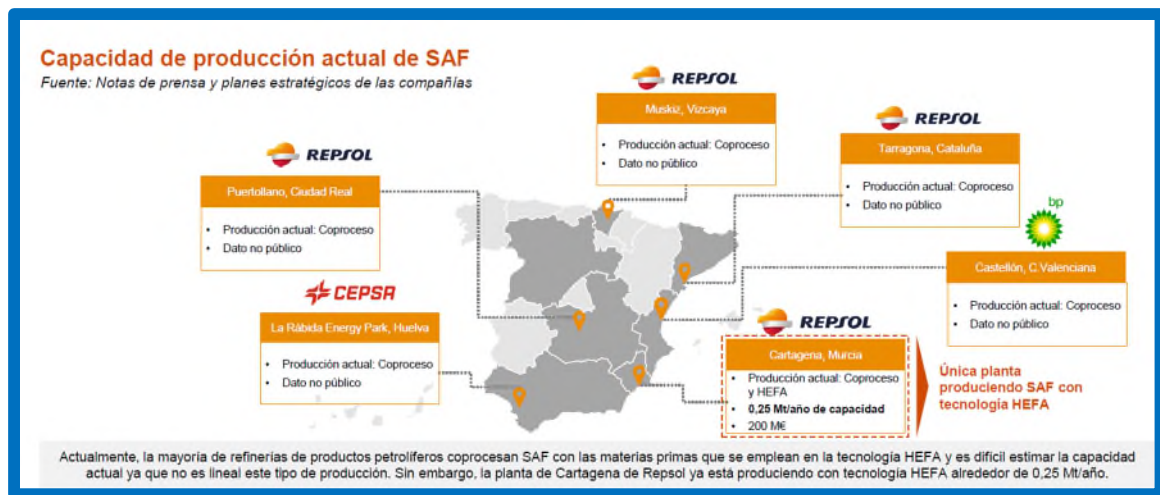 Capacidad de producción actual de SAF
Fuente: Notas de prensa y planes estratégicos de las compañías
REPSOL
Muskiz, Vizcaya
• Producción actual: Coproceso
• Dato no público
REPSOL
Tarragona, Cataluña
• Producción actual: Coproceso
• Dato no público
REPSOL
Puertollano, Ciudad Real
• Producción actual: Coproceso
• Dato no público
bp
Castellón, C.Valenciana
• Producción actual: Coproceso
• Dato no público
CEPSA
La Rábida Energy Park, Huelva
• Producción actual: Coproceso
• Dato no público
REPSOL
Cartagena, Murcia
• Producción actual: Coproceso
y HEFA
• 0,25 Mt/año de capacidad
• 200 M€
Única planta
produciendo SAF con
tecnología HEFA
Actualmente, la mayoría de refinerias de productos petrolíferos coprocesan SAF con las materias primas que se emplean en la tecnología HEFA y es difícil estimar la capacidad
actual ya que no es lineal este tipo de producción. Sin embargo, la planta de Cartagena de Repsol ya está produciendo con tecnología HEFA alrededor de 0,25 Mt/año.